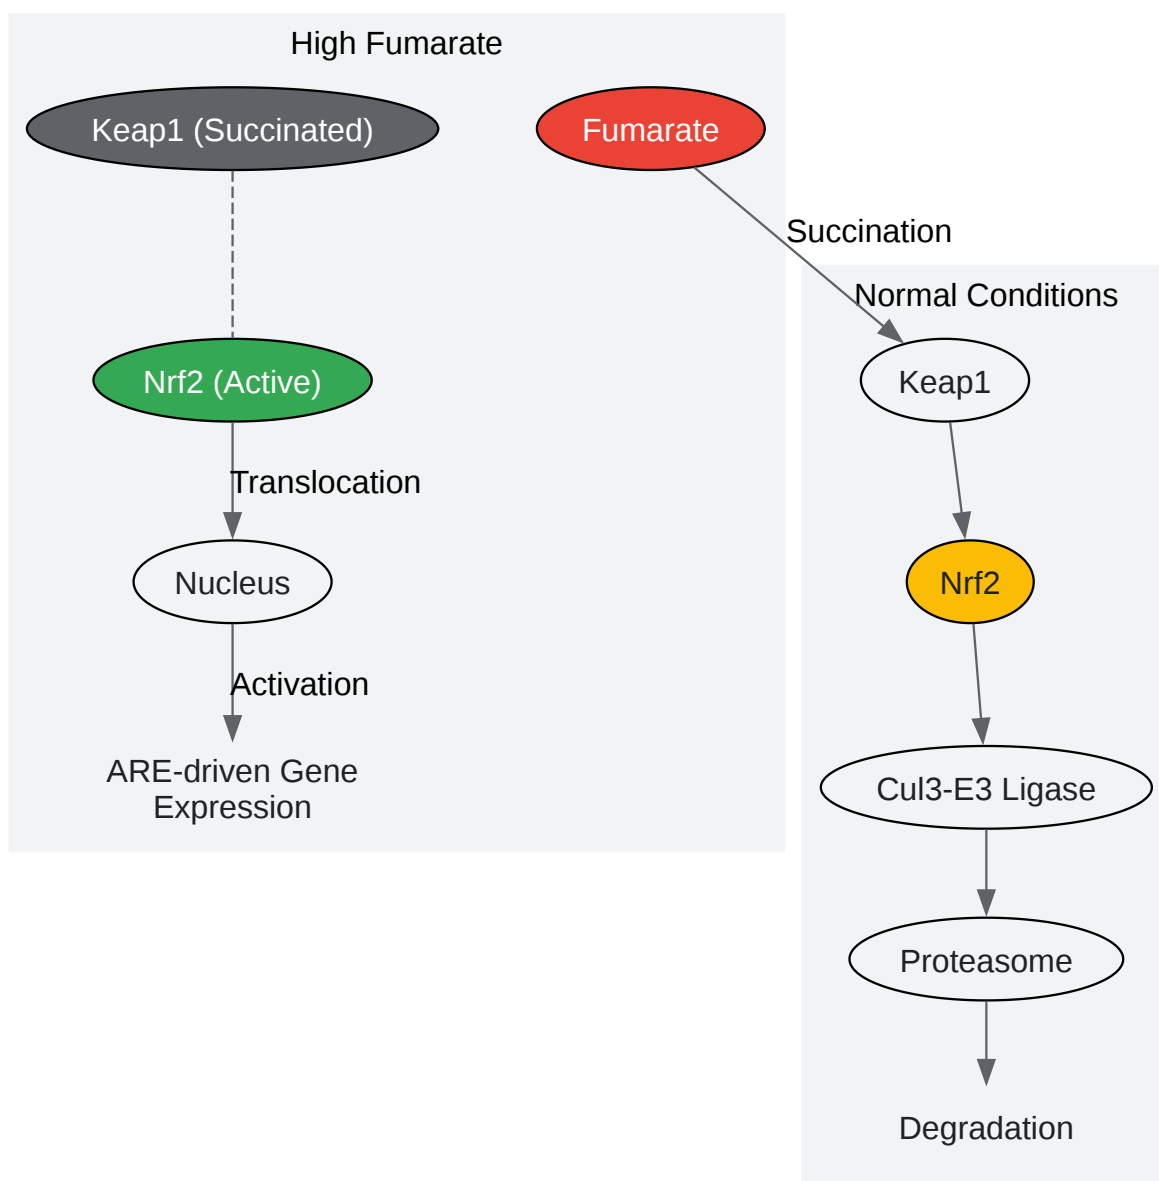 High Fumarate
Keap1 (Succinated)
Fumarate
Succination
Normal Conditions
Nrf2 (Active)
Keap1
Translocation
Nucleus
Nrf2
Activation
ARE-driven Gene
Expression
Cul3-E3 Ligase
Proteasome
Degradation